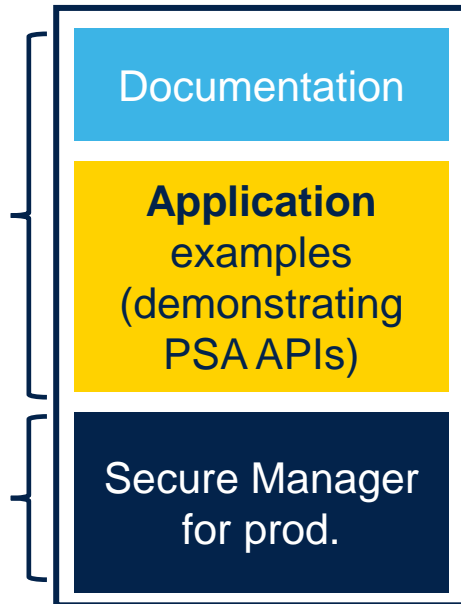 Documentation
Application
examples
(demonstrating
PSA APIs)
Secure Manager
for prod.